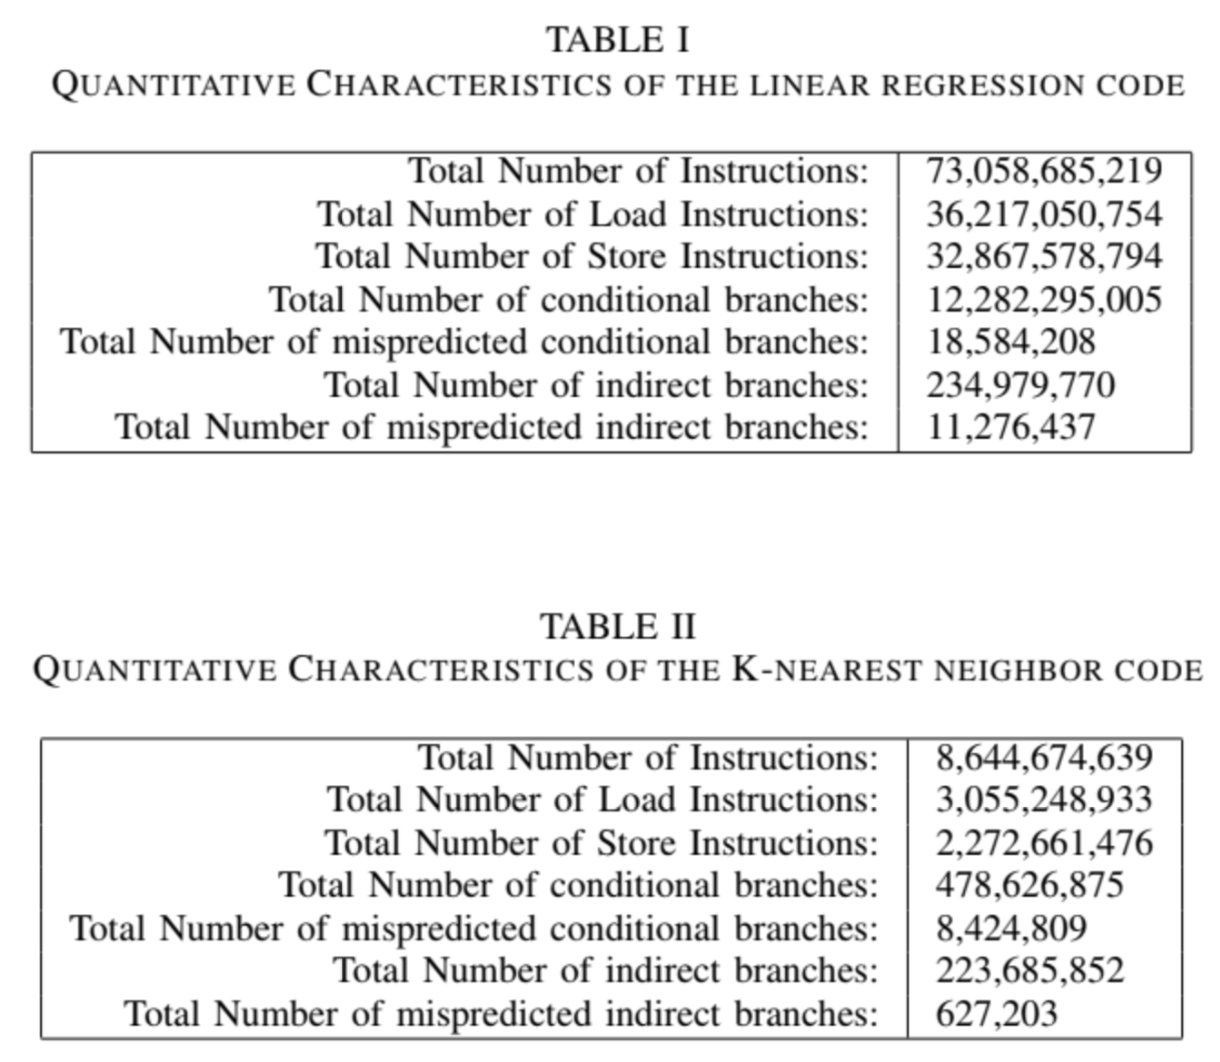 TABLE I
QUANTITATIVE CHARACTERISTICS OF THE LINEAR REGRESSION CODE
Total Number of Instructions: 73,058,685,219
Total Number of Load Instructions: 36,217,050,754
Total Number of Store Instructions: 32,867,578,794
Total Number of conditional branches: 12,282,295,005
Total Number of mispredicted conditional branches: 18,584,208
Total Number of indirect branches: 234,979,770
Total Number of mispredicted indirect branches: 11,276,437
TABLE II
QUANTITATIVE CHARACTERISTICS OF THE K-NEAREST NEIGHBOR CODE
Total Number of Instructions: 8,644,674,639
Total Number of Load Instructions: 3,055,248,933
Total Number of Store Instructions: 2,272,661,476
Total Number of conditional branches: 478,626,875
Total Number of mispredicted conditional branches: 8,424,809
Total Number of indirect branches: 223,685,852
Total Number of mispredicted indirect branches: 627,203